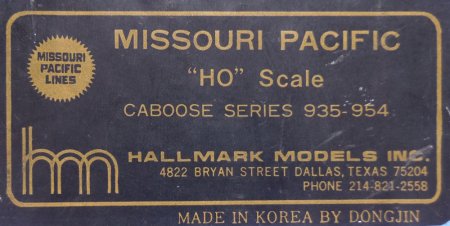 MISSOURI PACIFIC
MISSOURI
PACIFIC
LINES
"HO" Scale
CABOOSE SERIES 935-954
hm
HALLMARK MODELS INC.
4822 BRYAN STREET DALLAS, TEXAS 75204
PHONE 214-821-2558
MADE IN KOREA BY DONGJIN